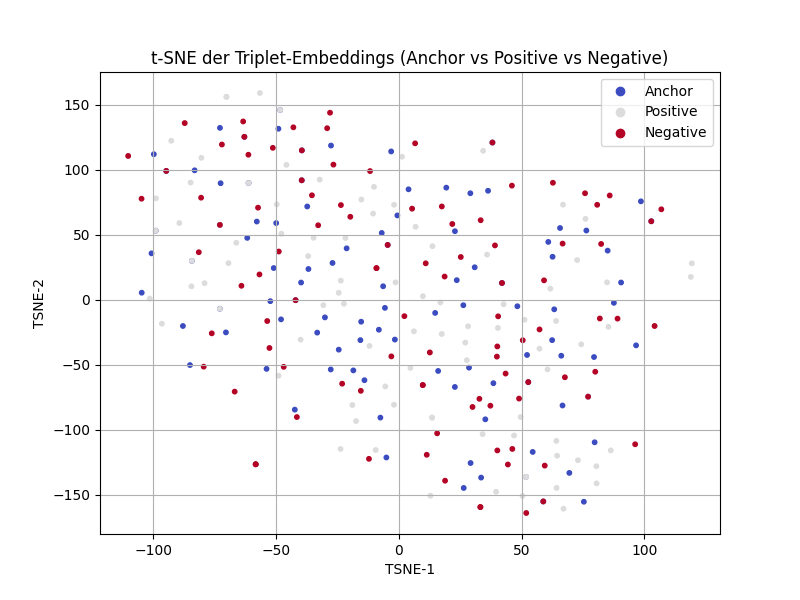 t-SNE der Triplet-Embeddings (Anchor vs Positive vs Negative)
Anchor
Positive
Negative
TSNE-2
150
100
50
0
−50
−100
−150
−100
−50
0
50
100
TSNE-1